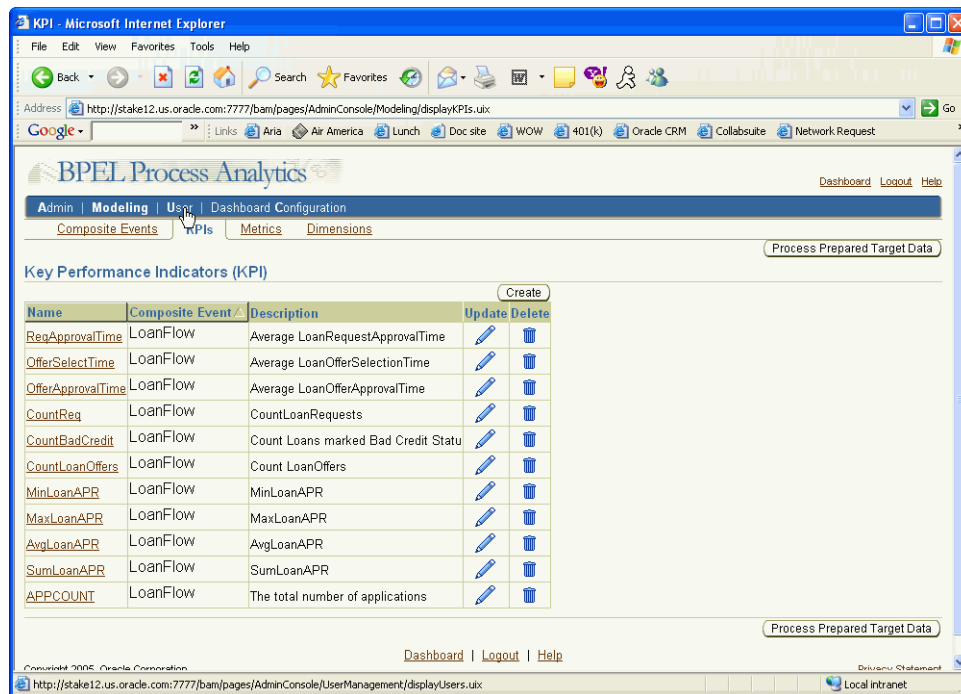 KPI - Microsoft Internet Explorer
File Edit View Favorites Tools Help
Back Search Favorites
Address http://stake12.us.oracle.com:7777/bam/pages/AdminConsole/Modeling/displayKPIs.uix Go
Google Links Aria Air America Lunch Doc site WOW 401(k) Oracle CRM Collabsuite Network Request
BPEL Process Analytics
Dashboard Logout Help
Admin | Modeling | User | Dashboard Configuration
Composite Events KPIs Metrics Dimensions
Process Prepared Target Data
Key Performance Indicators (KPI)
Create
Name Composite Event Description Update Delete
ReqApprovalTime LoanFlow Average LoanRequestApprovalTime
OfferSelectTime LoanFlow Average LoanOfferSelectionTime
OfferApprovalTime LoanFlow Average LoanOfferApprovalTime
CountReq LoanFlow CountLoanRequests
CountBadCredit LoanFlow Count Loans marked Bad Credit Statu
CountLoanOffers LoanFlow Count LoanOffers
MinLoanAPR LoanFlow MinLoanAPR
MaxLoanAPR LoanFlow MaxLoanAPR
AvgLoanAPR LoanFlow AvgLoanAPR
SumLoanAPR LoanFlow SumLoanAPR
APPCOUNT LoanFlow The total number of applications
Process Prepared Target Data
Dashboard | Logout | Help
Copyright 2005, Oracle Corporation. Privacy Statement
http://stake12.us.oracle.com:7777/bam/pages/AdminConsole/UserManagement/displayUsers.uix Local intranet